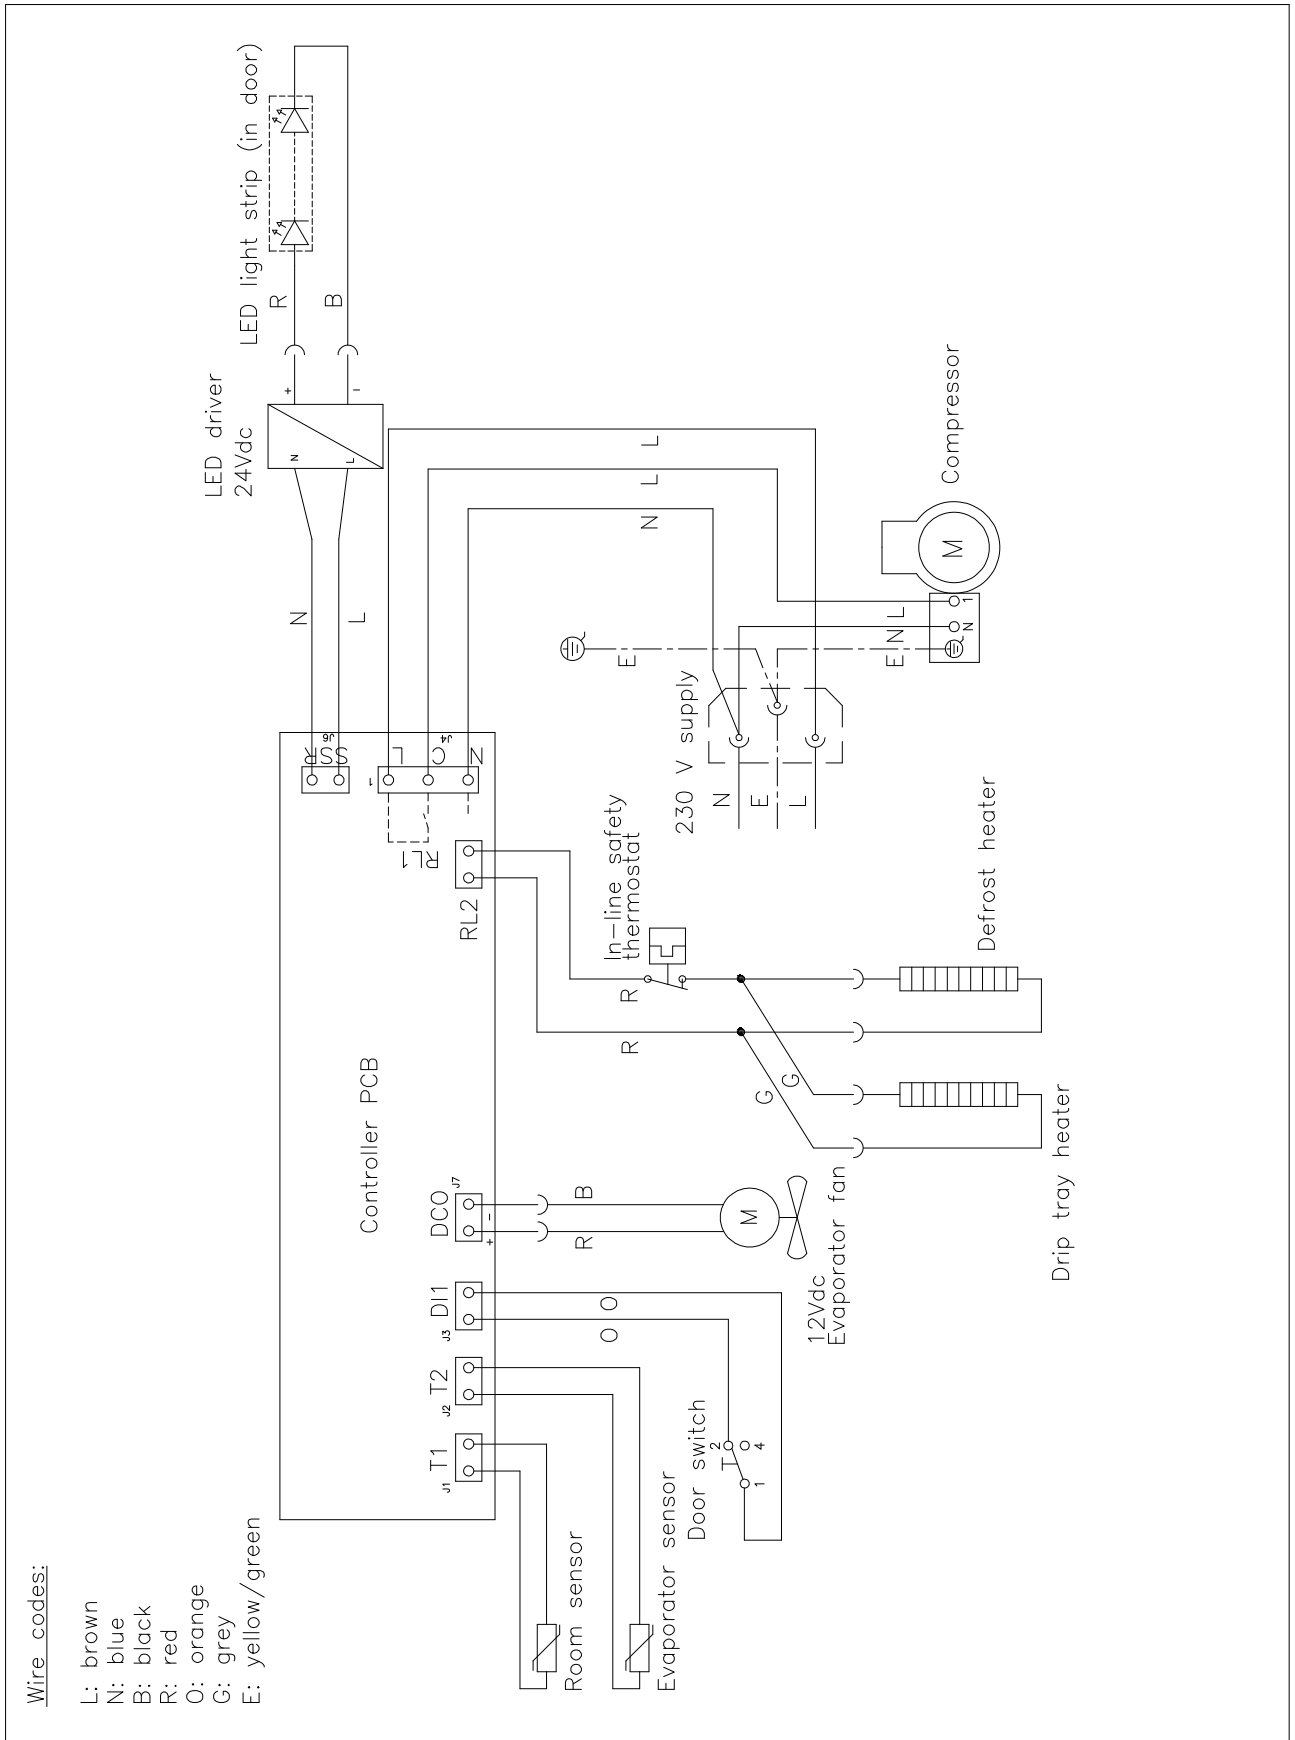 Wire codes:
L: brown
N: blue
B: black
R: red
O: orange
G: grey
E: yellow/green
LED driver
24Vdc
LED light strip (in door)
R
B
+
-
N
L
N
L
SSR
J6
L
C
N
J4
1
RL1
RL2
Controller PCB
L
L
N
230 V supply
N
E
L
E
E
N
L
N
1
M
Compressor
In-line safety
thermostat
R
R
G
G
Defrost heater
Drip tray heater
DCO
J7
+
-
B
R
M
12Vdc
Evaporator fan
DI1
J3
O
O
T2
J2
T1
J1
Door switch
2
4
1
Evaporator sensor
Room sensor